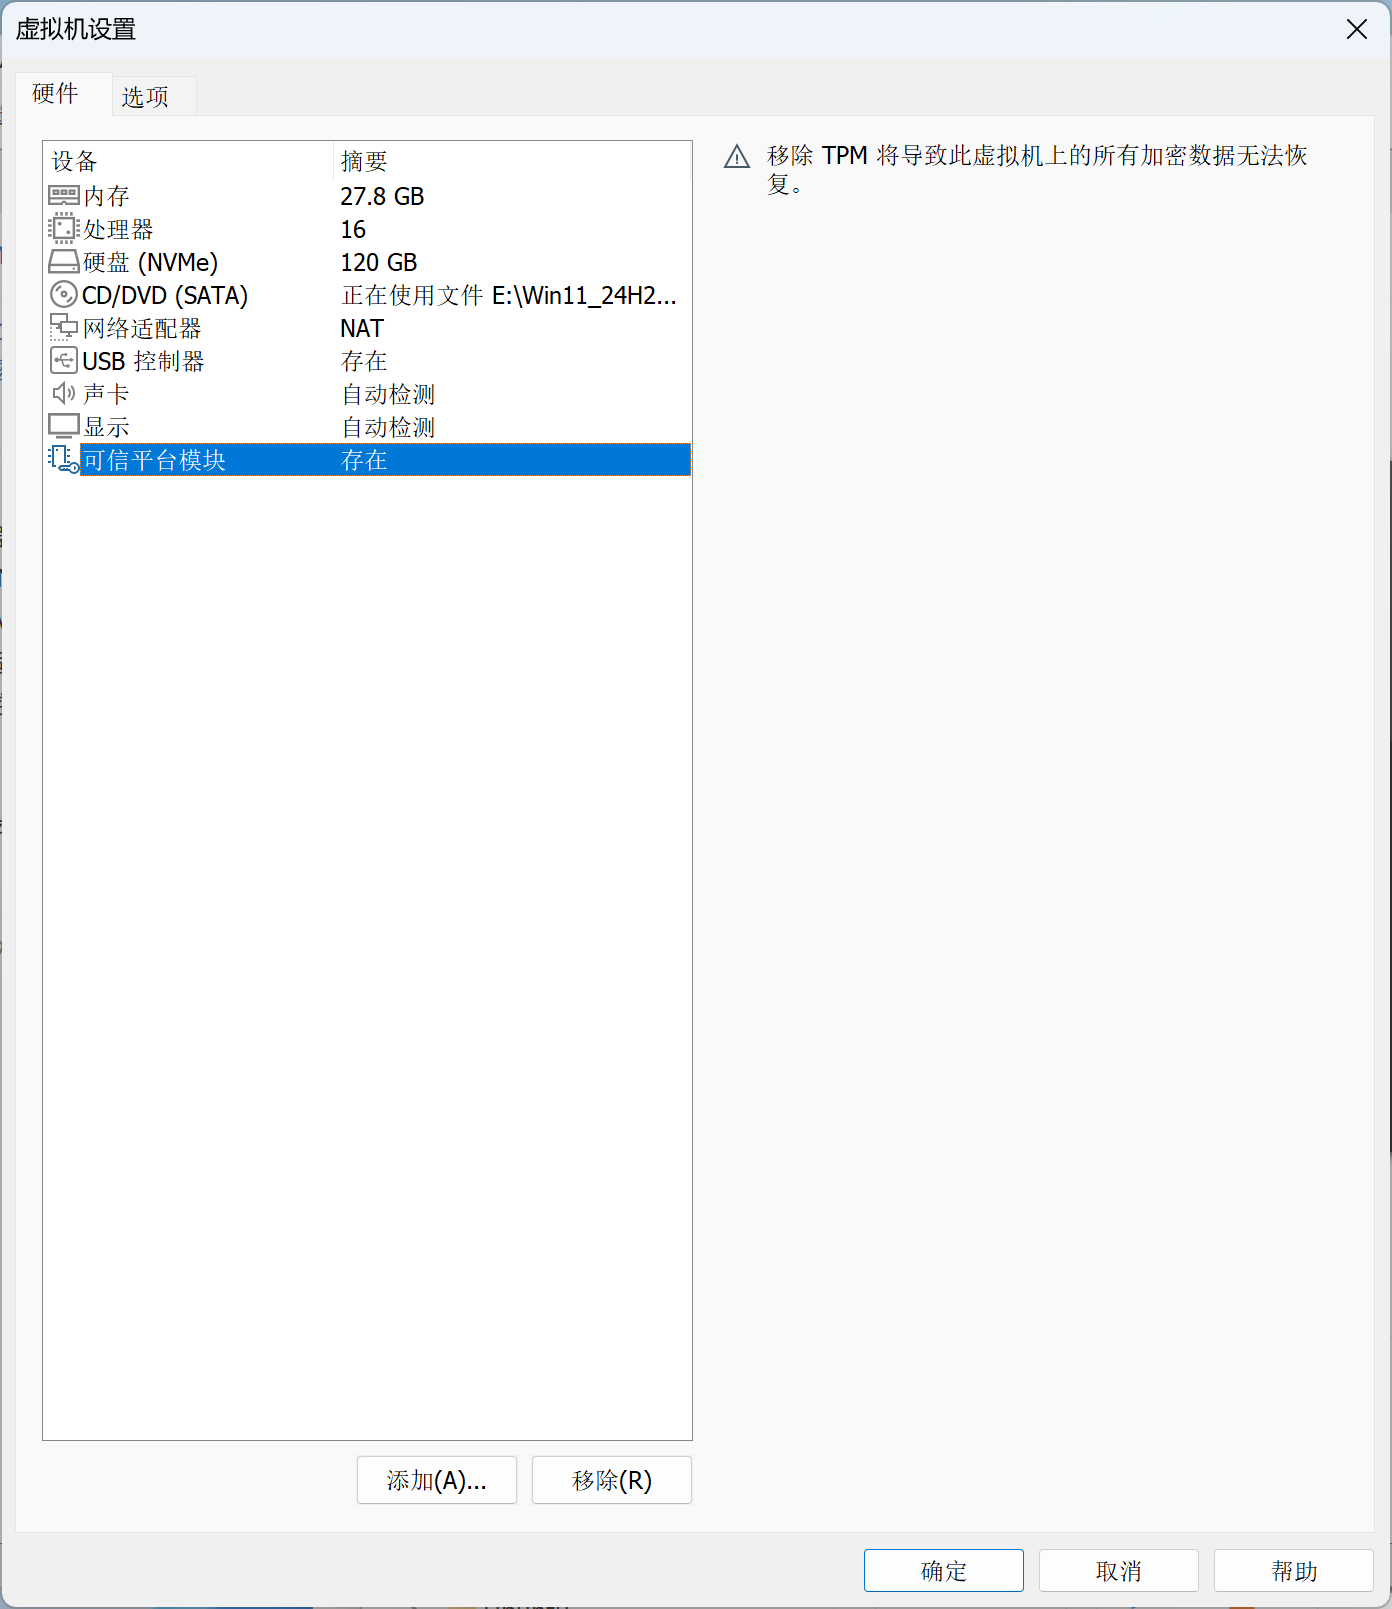 虚拟机设置
硬件
选项
设备 摘要
内存 27.8 GB
处理器 16
硬盘 (NVMe) 120 GB
CD/DVD (SATA) 正在使用文件 E:\Win11_24H2...
网络适配器 NAT
USB 控制器 存在
声卡 自动检测
显示 自动检测
可信平台模块 存在
移除 TPM 将导致此虚拟机上的所有加密数据无法恢
复。
添加(A)... 移除(R)
确定 取消 帮助